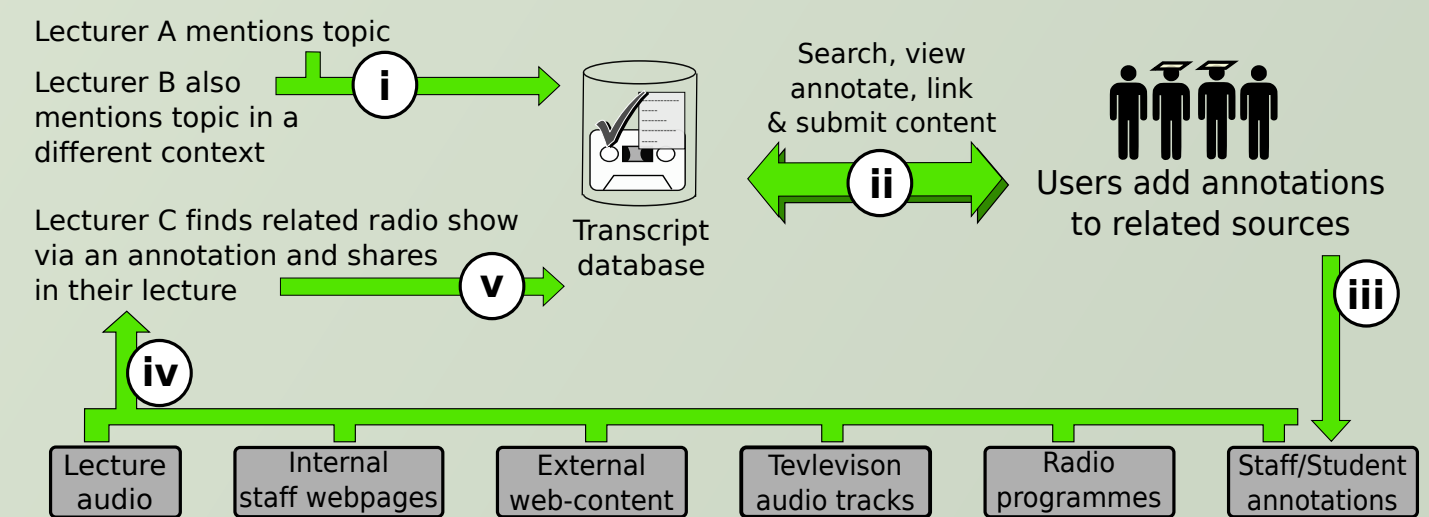 Lecturer A mentions topic
Lecturer B also
mentions topic in a
different context
i
Search, view
annotate, link
& submit content
ii
Users add annotations
to related sources
Transcript
database
Lecturer C finds related radio show
via an annotation and shares
in their lecture
v
iii
iv
Lecture
audio
Internal
staff webpages
External
web-content
Tevlevison
audio tracks
Radio
programmes
Staff/Student
annotations